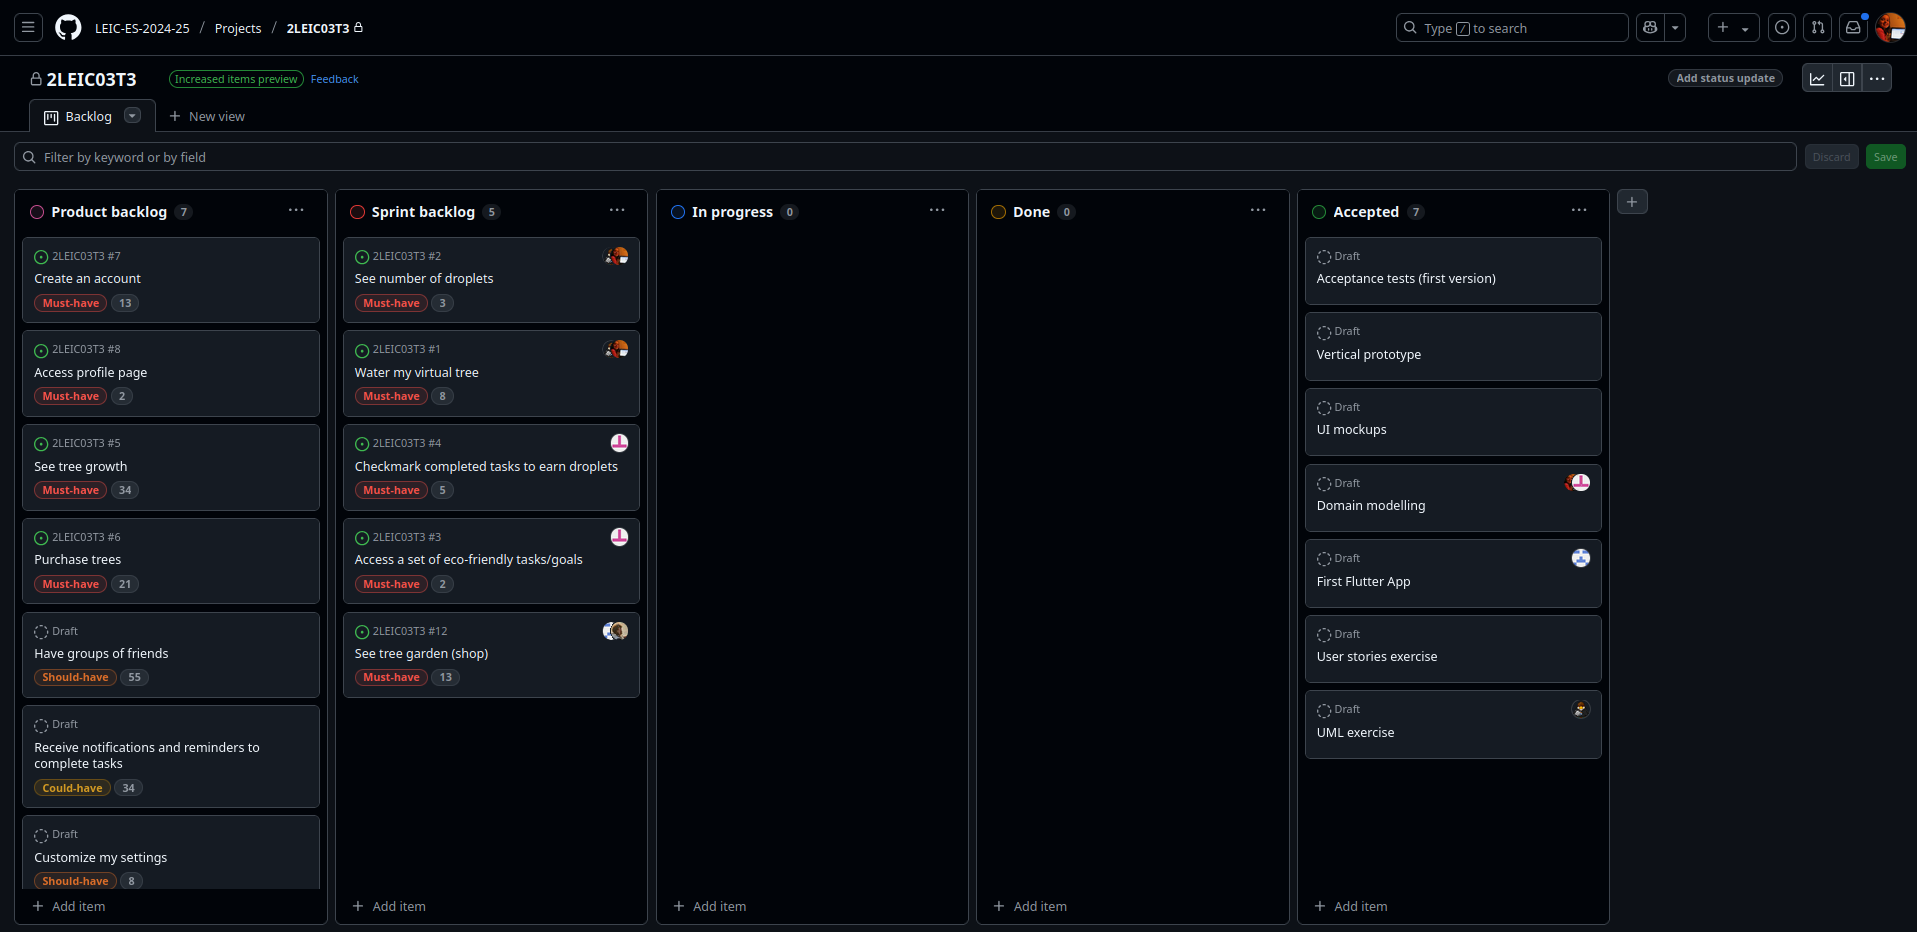 LEIC-ES-2024-25 / Projects / 2LEIC03T3
Type / to search
2LEIC03T3
Increased items preview
Feedback
Add status update
Backlog
New view
Filter by keyword or by field
Discard
Save
Product backlog 7
2LEIC03T3 #7
Create an account
Must-have 13
2LEIC03T3 #8
Access profile page
Must-have 2
2LEIC03T3 #5
See tree growth
Must-have 34
2LEIC03T3 #6
Purchase trees
Must-have 21
Draft
Have groups of friends
Should-have 55
Draft
Receive notifications and reminders to
complete tasks
Could-have 34
Draft
Customize my settings
Should-have 8
Add item
Sprint backlog 5
2LEIC03T3 #2
See number of droplets
Must-have 3
2LEIC03T3 #1
Water my virtual tree
Must-have 8
2LEIC03T3 #4
Checkmark completed tasks to earn droplets
Must-have 5
2LEIC03T3 #3
Access a set of eco-friendly tasks/goals
Must-have 2
2LEIC03T3 #12
See tree garden (shop)
Must-have 13
Add item
In progress 0
Add item
Done 0
Add item
Accepted 7
Draft
Acceptance tests (first version)
Draft
Vertical prototype
Draft
UI mockups
Draft
Domain modelling
Draft
First Flutter App
Draft
User stories exercise
Draft
UML exercise
Add item